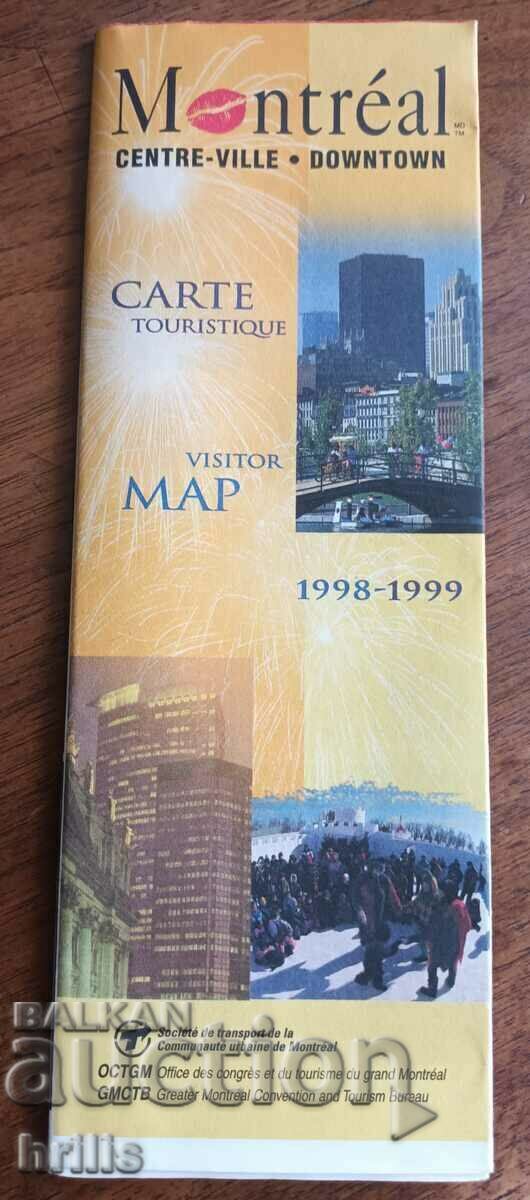 Montréal MD TM
CENTRE-VILLE • DOWNTOWN
CARTE
TOURISTIQUE
VISITOR
MAP
1998-1999
Société de transport de la
Communauté urbaine de Montréal
OCTGM Office des congrès et du tourisme du grand Montréal
GMCTB Greater Montréal Convention and Tourism Bureau
BALKAN
auction
hrilis